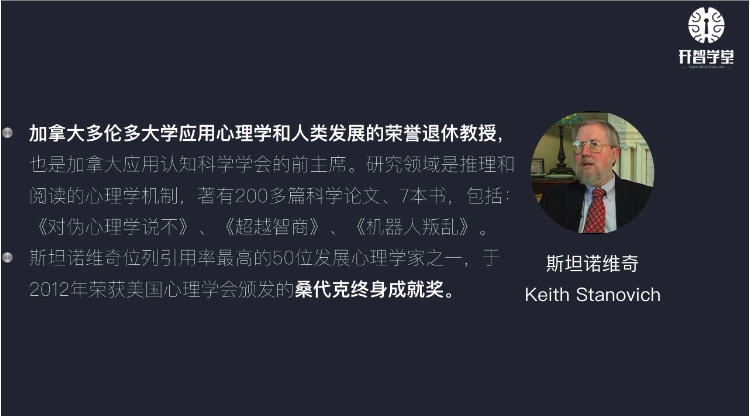 开智学堂
加拿大多伦多大学应用心理学和人类发展的荣誉退休教授，
也是加拿大应用认知科学学会的前主席。研究领域是推理和
阅读的心理学机制，著有200多篇科学论文、7本书，包括：
《对伪心理学说不》、《超越智商》、《机器人叛乱》。
斯坦诺维奇位列引用率最高的50位发展心理学家之一，于
2012年荣获美国心理学会颁发的桑代克终身成就奖。
斯坦诺维奇
Keith Stanovich